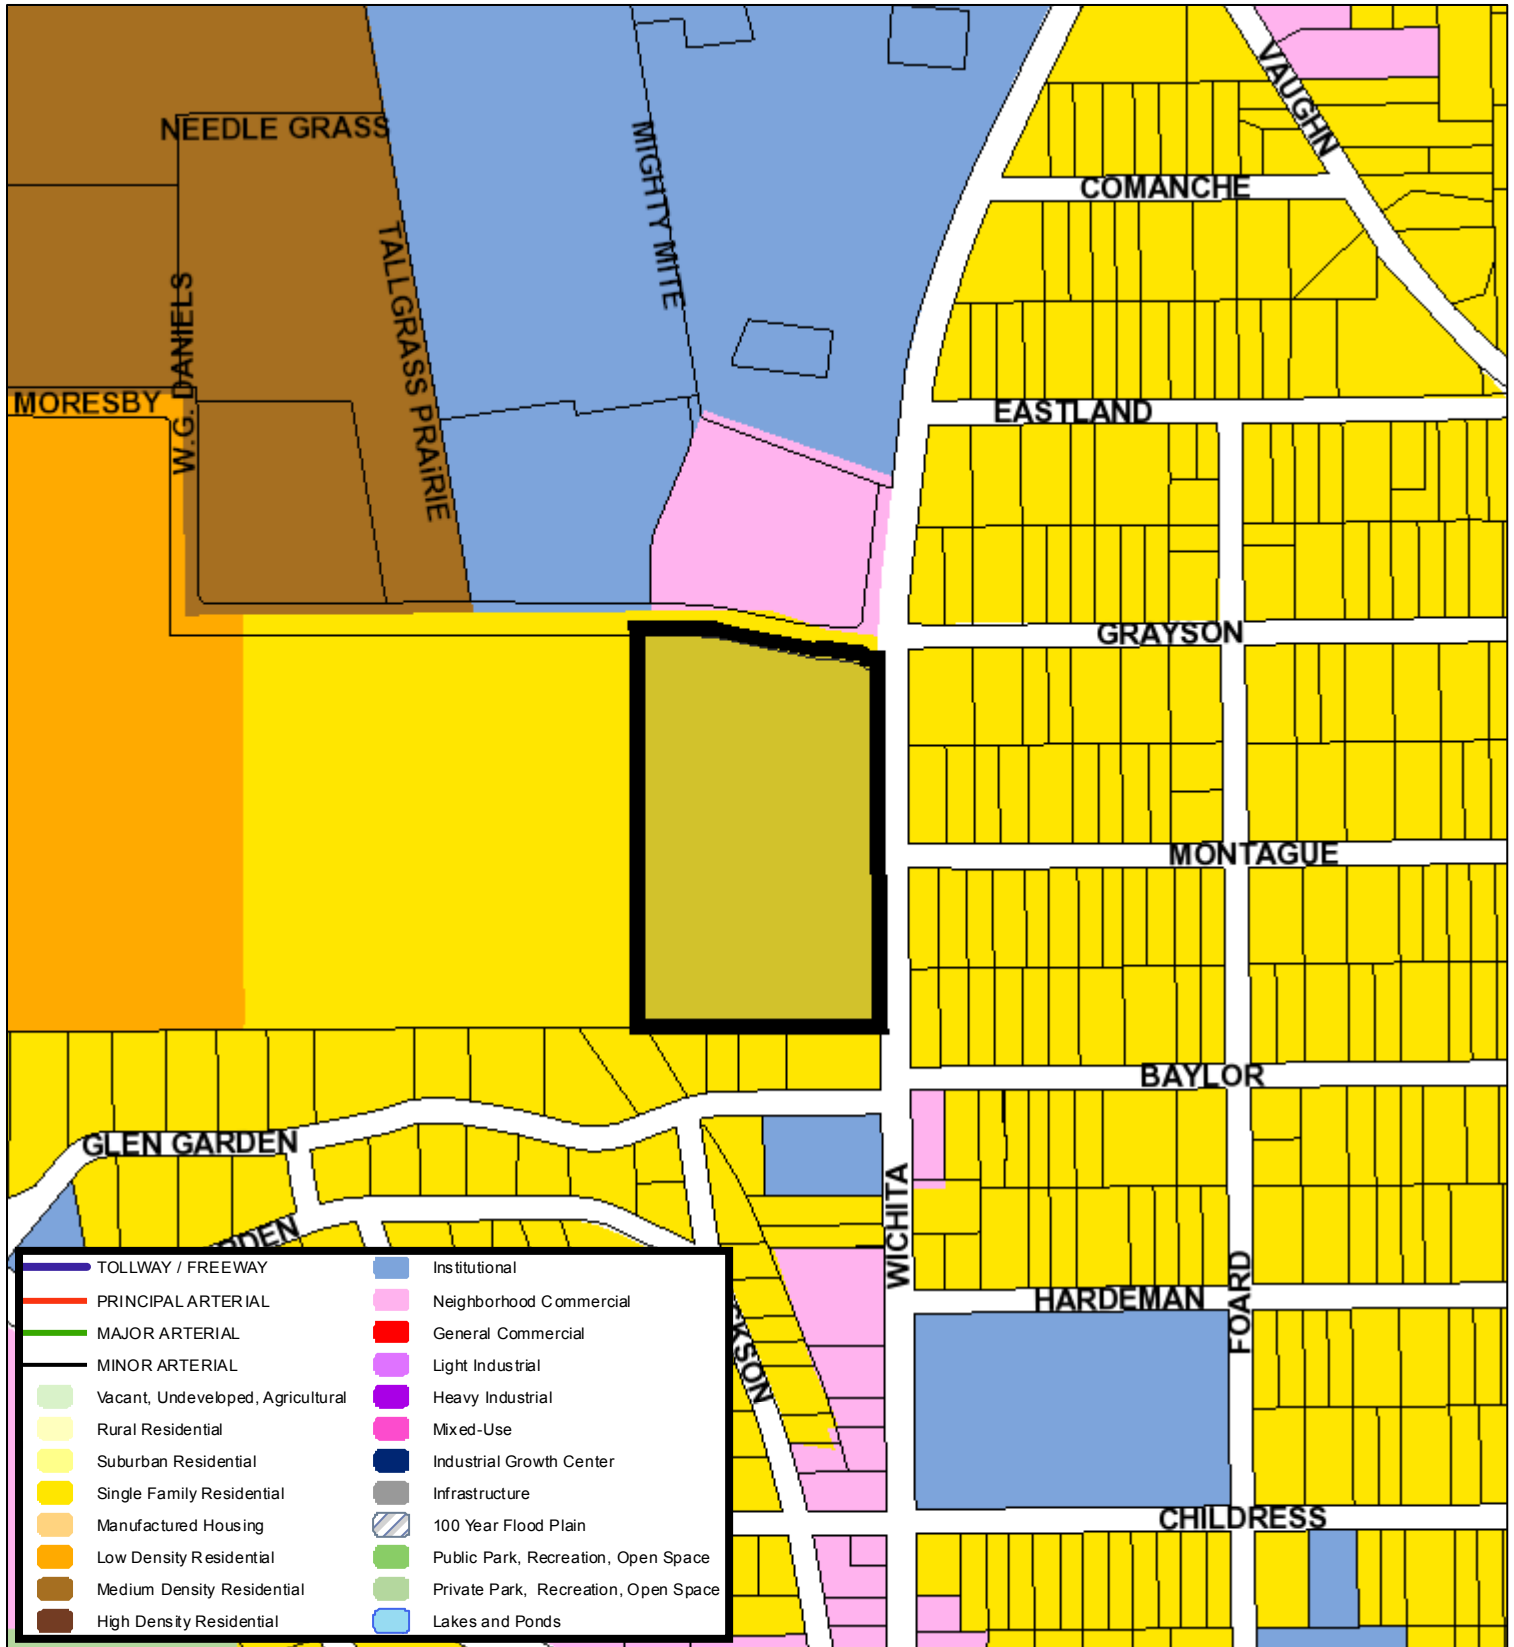 VAUGHN
NEEDLE GRASS
MIGHTY MITE
COMANCHE
TALLGRASS PRAiRIE
W.G. DANIELS
MORESBY
EASTLAND
GRAYSON
MONTAGUE
BAYLOR
GLEN GARDEN
WICHITA
RDEN
HARDEMAN
FOARD
KSON
CHILDRESS
TOLLWAY / FREEWAY
PRINCIPAL ARTERIAL
MAJOR ARTERIAL
MINOR ARTERIAL
Vacant, Undeveloped, Agricultural
Rural Residential
Suburban Residential
Single Family Residential
Manufactured Housing
Low Density Residential
Medium Density Residential
High Density Residential
Institutional
Neighborhood Commercial
General Commercial
Light Industrial
Heavy Industrial
Mixed-Use
Industrial Growth Center
Infrastructure
100 Year Flood Plain
Public Park, Recreation, Open Space
Private Park, Recreation, Open Space
Lakes and Ponds